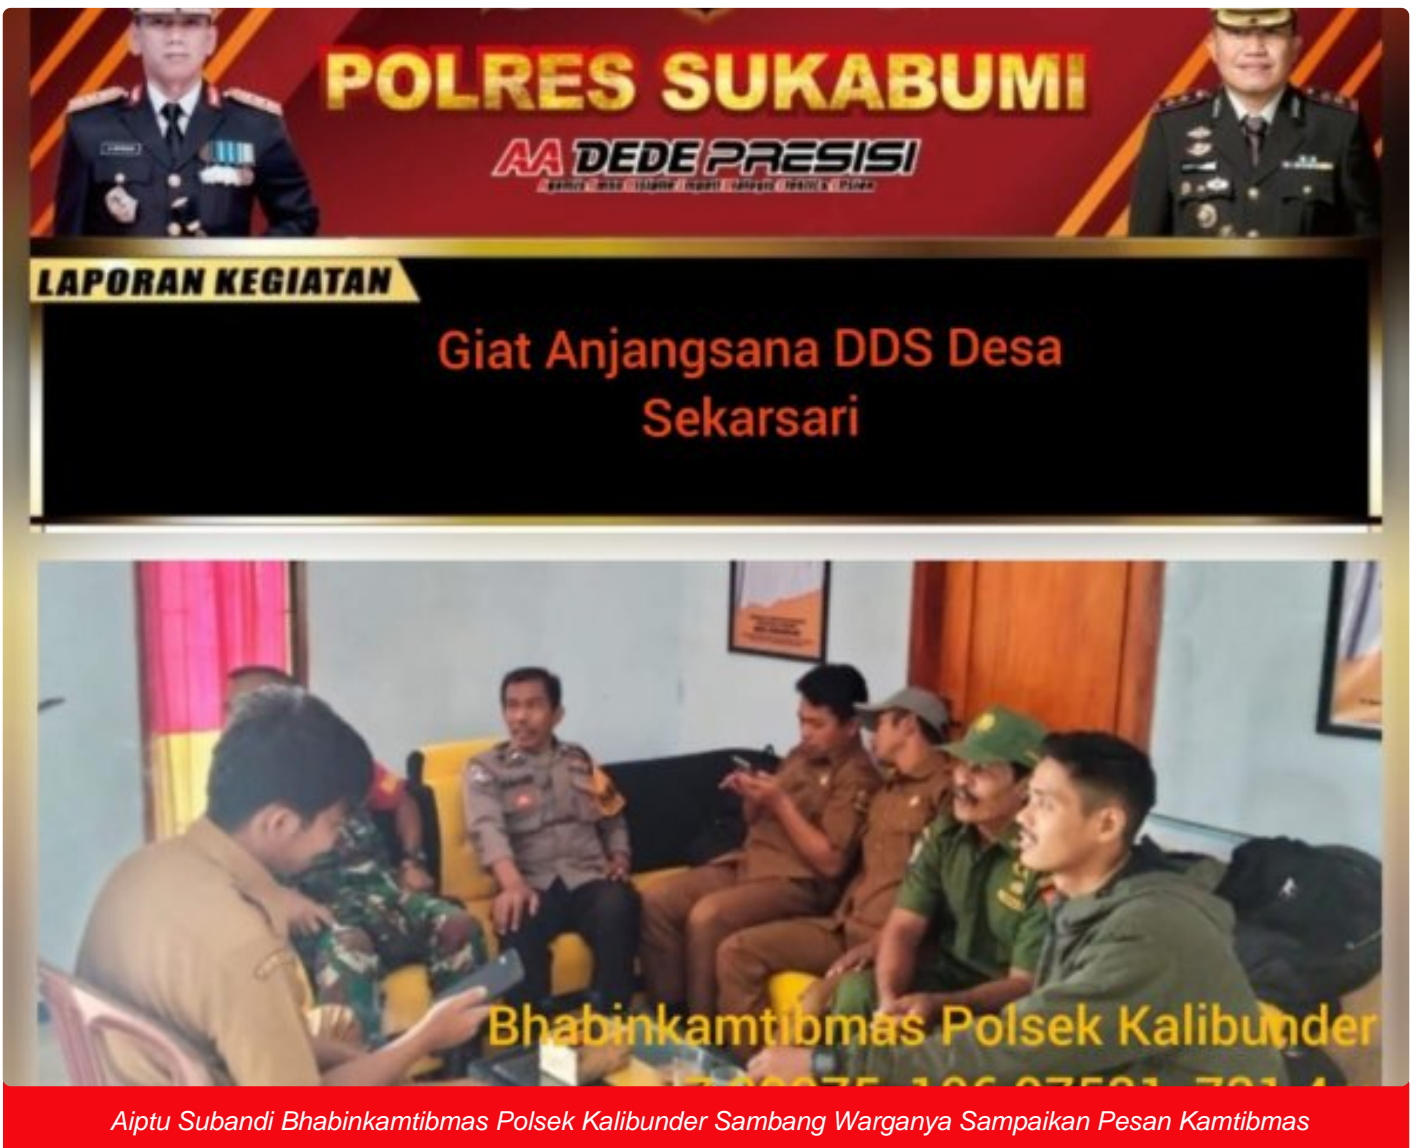 POLRES SUKABUMI
AA DEDE PRESISI
LAPORAN KEGIATAN
Giat Anjangsana DDS Desa
Sekarsari
Bhabinkamtibmas Polsek Kalibunder
Aiptu Subandi Bhabinkamtibmas Polsek Kalibunder Sambang Warganya Sampaikan Pesan Kamtibmas